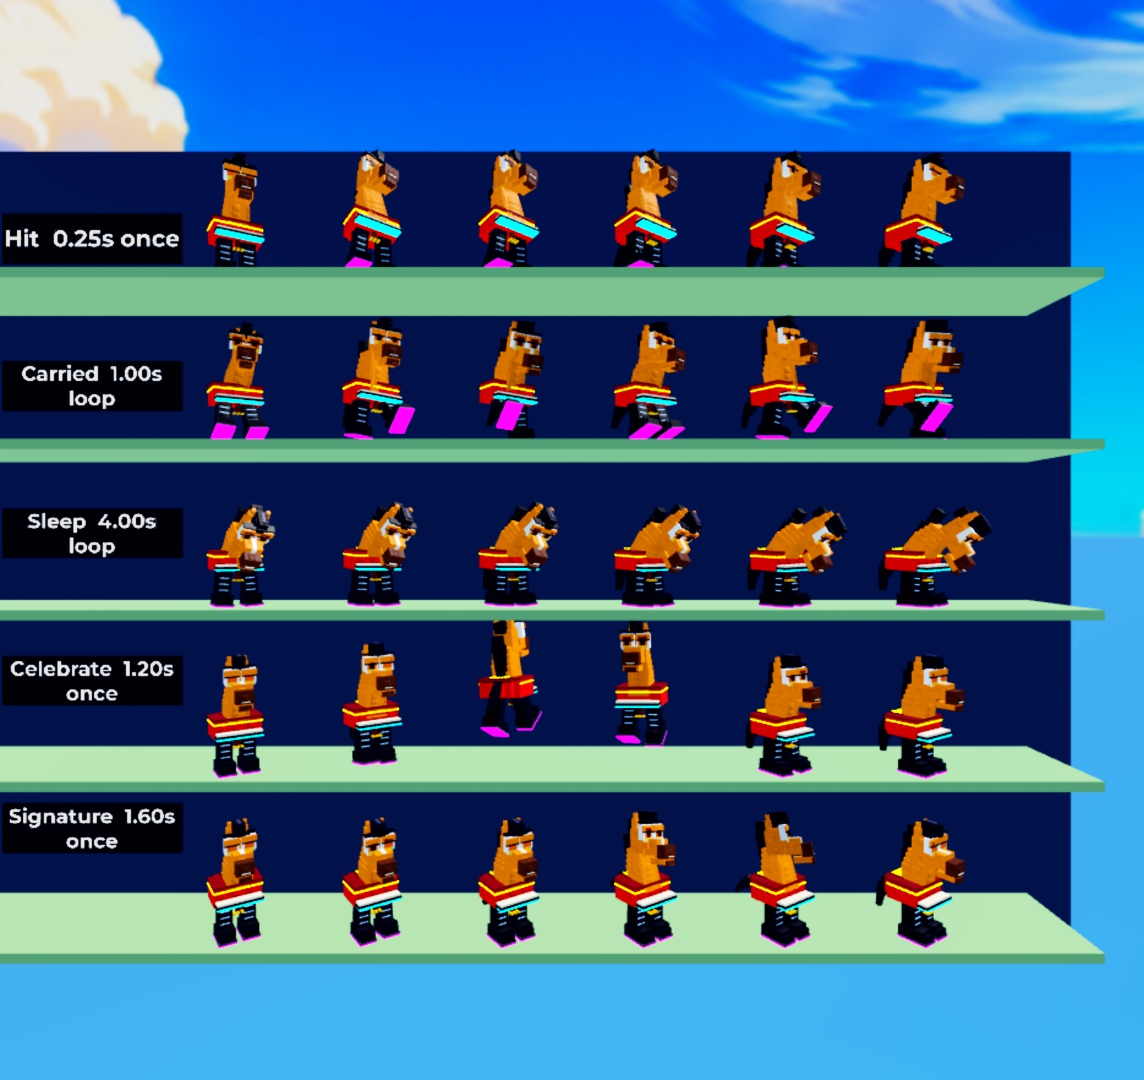 Hit 0.25s once
Carried 1.00s
loop
Sleep 4.00s
loop
Celebrate 1.20s
once
Signature 1.60s
once